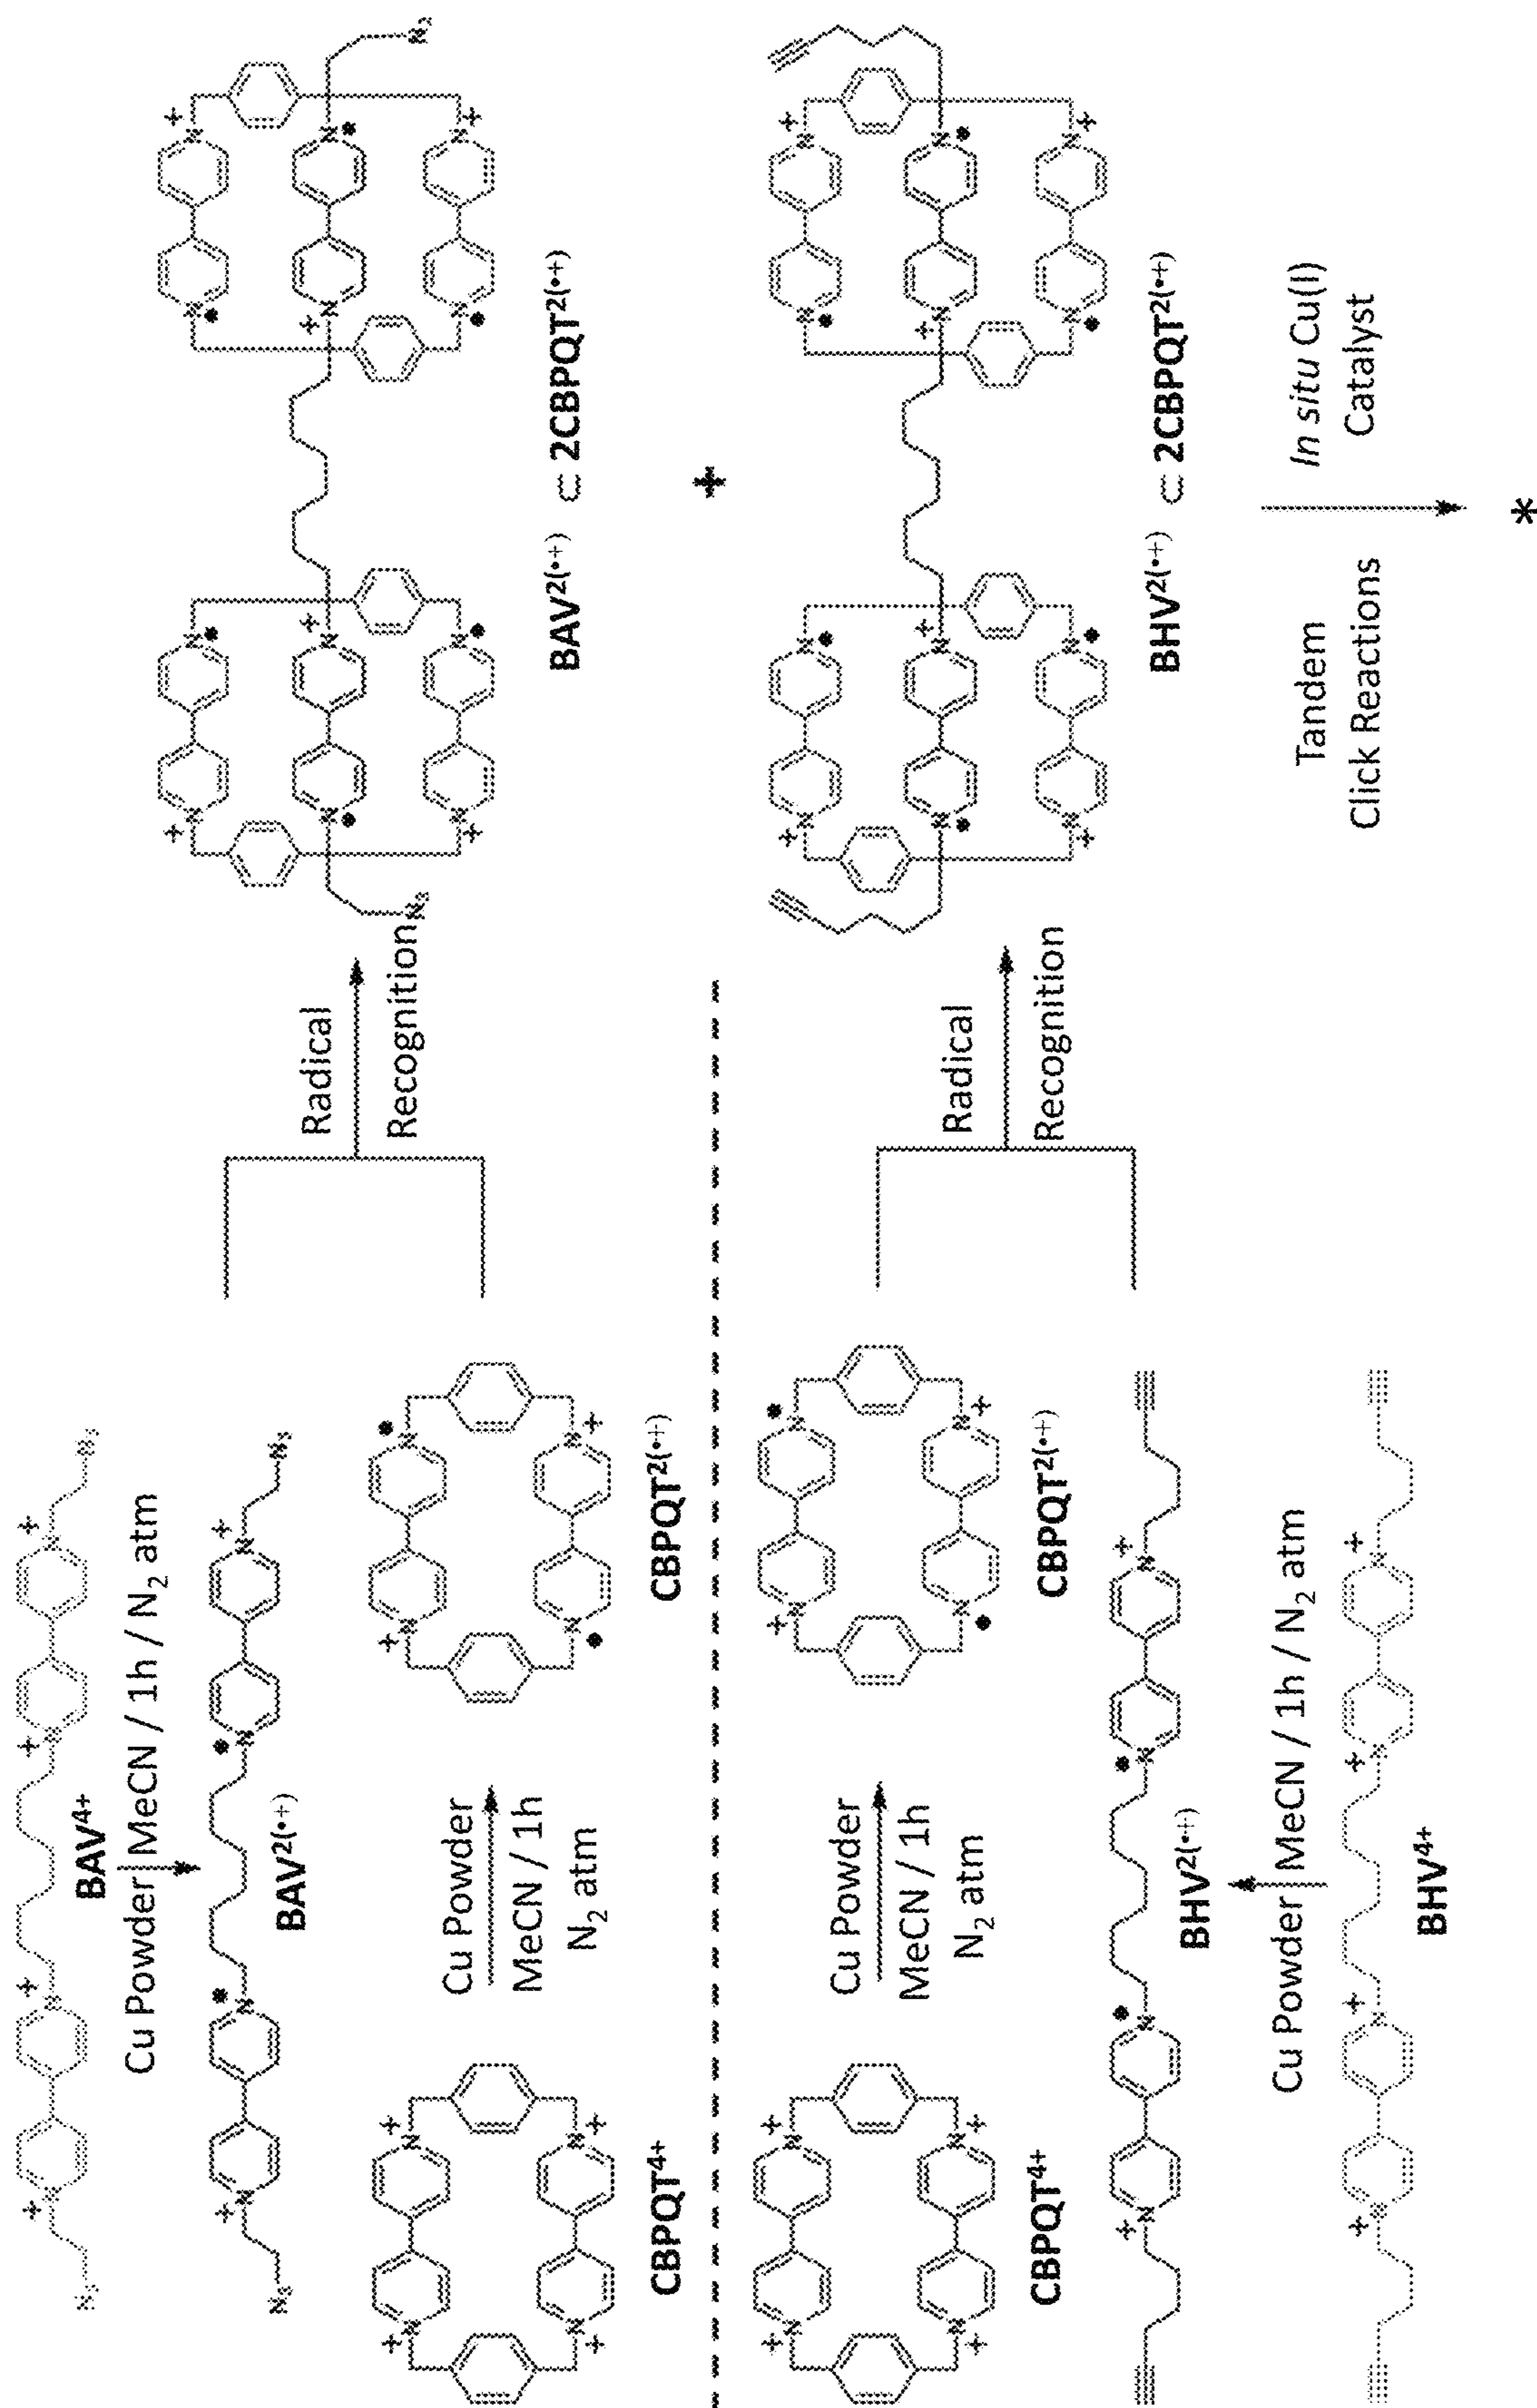 BAV4+
Cu Powder MeCN / 1h / N2 atm
BAV2(•+)
CBPQT4+
Cu Powder
MeCN / 1h
N2 atm
CBPQT2(•+)
Radical
Recognition
BAV2(•+) ⊂ 2CBPQT2(•+)
+
CBPQT4+
Cu Powder
MeCN / 1h
N2 atm
CBPQT2(•+)
BHV2(•+)
Cu Powder MeCN / 1h / N2 atm
BHV4+
Radical
Recognition
BHV2(•+) ⊂ 2CBPQT2(•+)
Tandem
Click Reactions
In situ Cu(I)
Catalyst
*